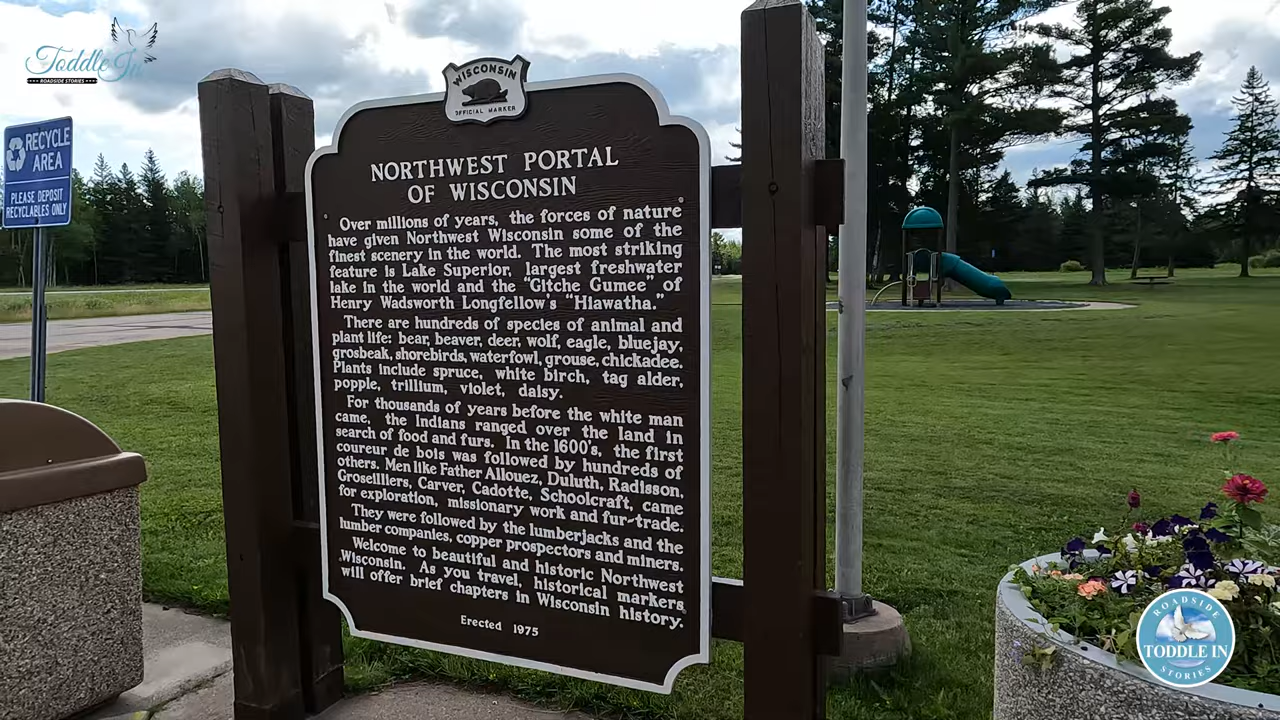 Toddle In
ROADSIDE STORIES
RECYCLE
AREA
PLEASE DEPOSIT
RECYCLABLES ONLY
WISCONSIN
OFFICIAL MARKER
NORTHWEST PORTAL
OF WISCONSIN
Over millions of years, the forces of nature
have given Northwest Wisconsin some of the
finest scenery in the world. The most striking
feature is Lake Superior, largest freshwater
lake in the world and the "Gitche Gumee" of
Henry Wadsworth Longfellow's "Hiawatha."
There are hundreds of species of animal and
plant life: bear, beaver, deer, wolf, eagle, bluejay,
grosbeak, shorebirds, waterfowl, grouse, chickadee.
Plants include spruce, white birch, tag alder,
popple, trillium, violet, daisy.
For thousands of years before the white man
came, the Indians ranged over the land in
search of food and furs. In the 1600's, the first
coureur de bois was followed by hundreds of
others. Men like Father Allouez, Duluth, Radisson,
Groseilliers, Carver, Cadotte, Schoolcraft, came
for exploration, missionary work and fur-trade.
They were followed by the lumberjacks and the
lumber companies, copper prospectors and miners.
Welcome to beautiful and historic Northwest
Wisconsin. As you travel, historical markers
will offer brief chapters in Wisconsin history.
Erected 1975
ROADSIDE
TODDLE IN
STORIES